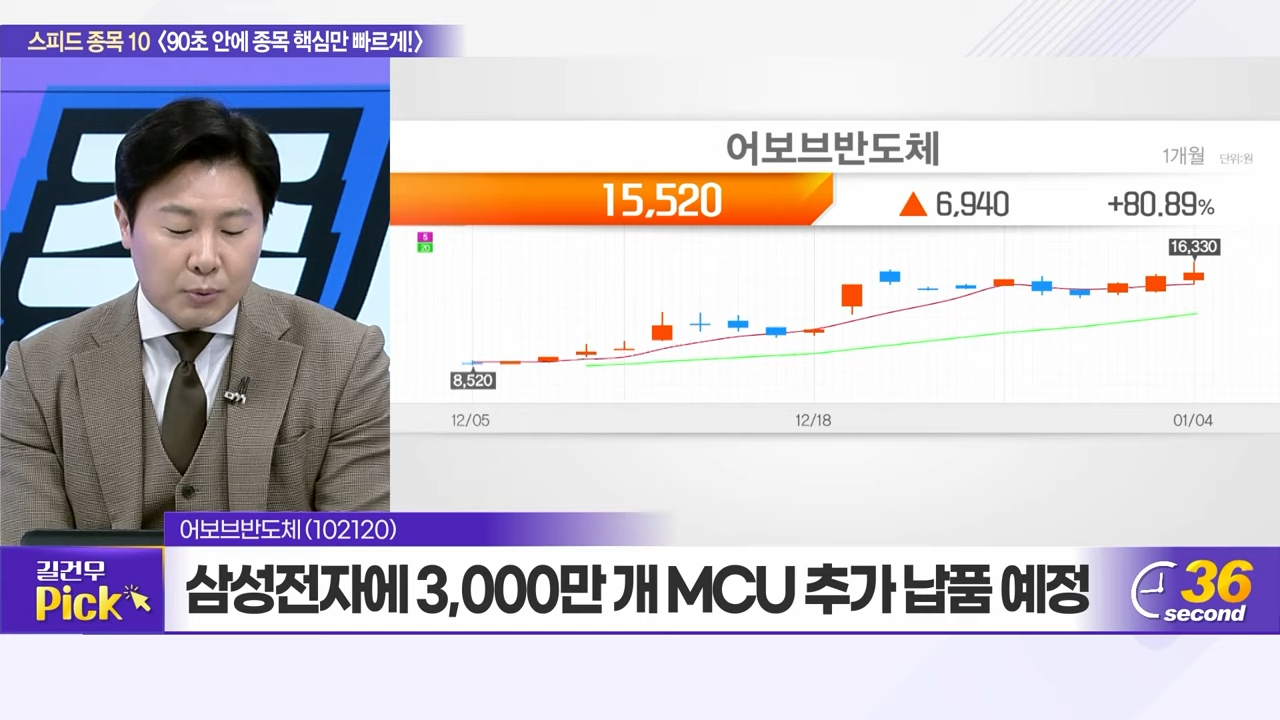 스피드 종목 10 〈90초 안에 종목 핵심만 빠르게!〉
어보브반도체
1개월 단위:원
15,520 ▲ 6,940 +80.89%
5
20
16,330
8,520
12/05 12/18 01/04
어보브반도체(102120)
길건무
Pick
삼성전자에 3,000만 개 MCU 추가 납품 예정
36
second